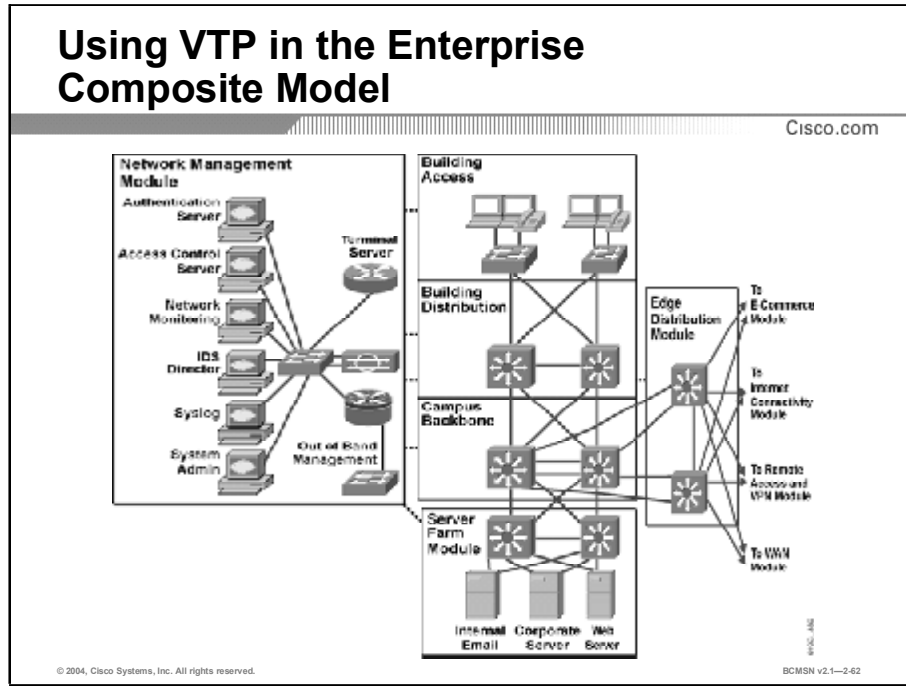 Using VTP in the Enterprise
Composite Model
Cisco.com
Network Management
Module
Authentication
Server
Access Control
Server
Network
Monitoring
IDS
Director
Syslog
System
Admin
Terminal
Server
Out of Band
Management
Building
Access
Building
Distribution
Campus
Backbone
Server
Farm
Module
Internal
Email
Corporate
Server
Web
Server
Edge
Distribution
Module
To
E-Commerce
Module
To
Internet
Connectivity
Module
To Remote
Access and
VPN Module
To WAN
Module
© 2004, Cisco Systems, Inc. All rights reserved.
BCMSN v2.1—2-62